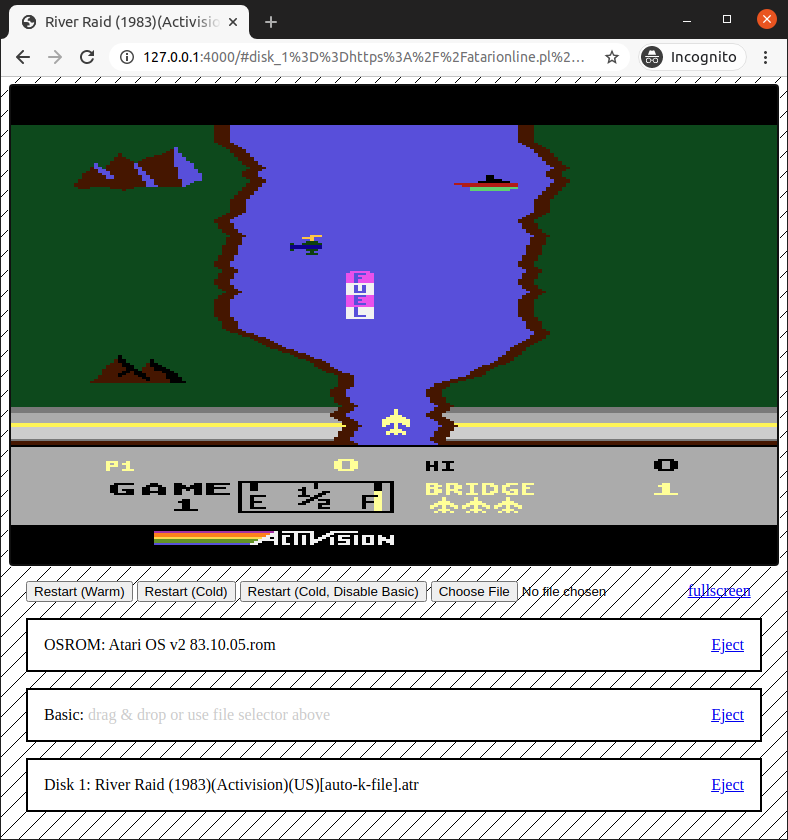 River Raid (1983)(Activisio
127.0.0.1:4000/#disk_1%3D%3Dhttps%3A%2F%2Fatarionline.pl%2...
Incognito
FUEL
P1 0 HI 0
GAME BRIDGE 1
1
E 1/2 F
ACTIVISION
Restart (Warm) Restart (Cold) Restart (Cold, Disable Basic) Choose File No file chosen fullscreen
OSROM: Atari OS v2 83.10.05.rom Eject
Basic: drag & drop or use file selector above Eject
Disk 1: River Raid (1983)(Activision)(US)[auto-k-file].atr Eject